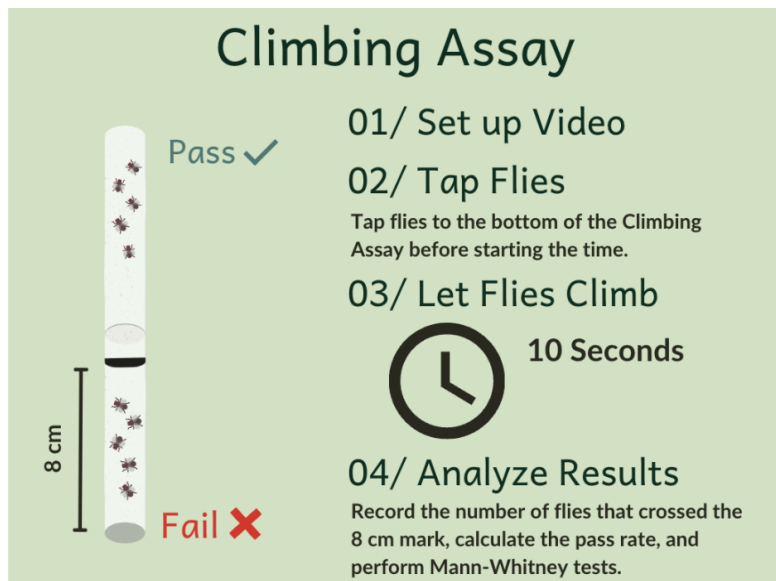 Climbing Assay
Pass
8 cm
Fail
01/ Set up Video
02/ Tap Flies
Tap flies to the bottom of the Climbing
Assay before starting the time.
03/ Let Flies Climb
10 Seconds
04/ Analyze Results
Record the number of flies that crossed the
8 cm mark, calculate the pass rate, and
perform Mann-Whitney tests.